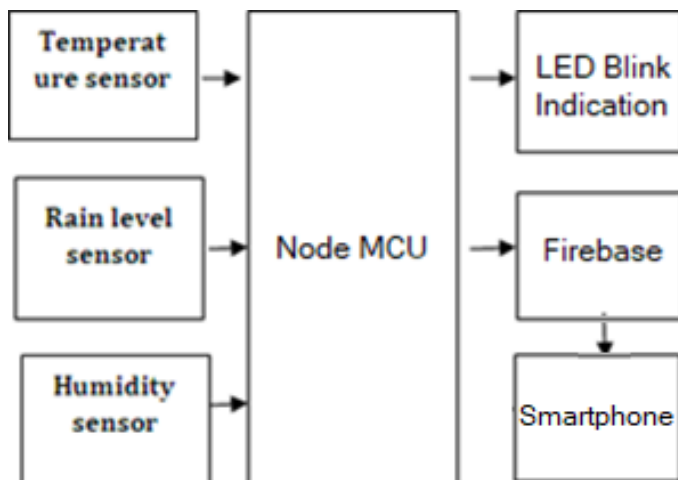 Temperat
ure sensor
Rain level
sensor
Humidity
sensor
Node MCU
LED Blink
Indication
Firebase
Smartphone